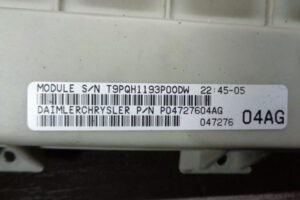 MODULE S/N T9PQH1193P00DW 22:45-05
DAIMLERCHRYSLER P/N P04727604AG
047276 04AG